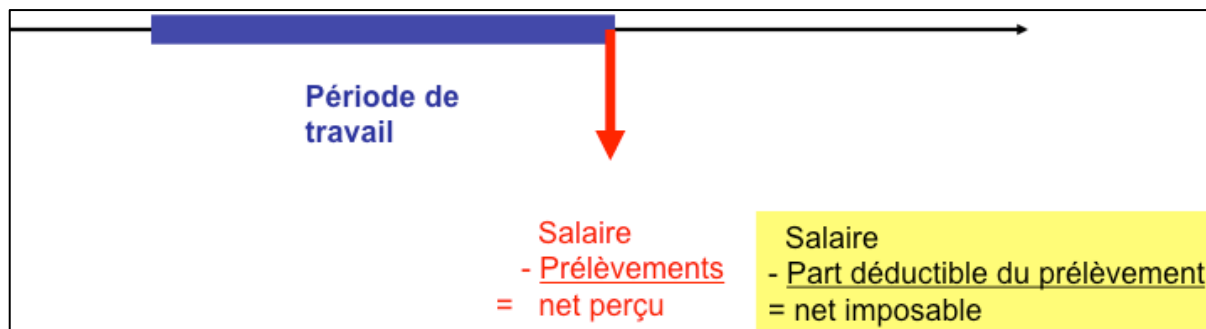 Période de
travail
Salaire
- Prélèvements
= net perçu
Salaire
- Part déductible du prélèvement
= net imposable